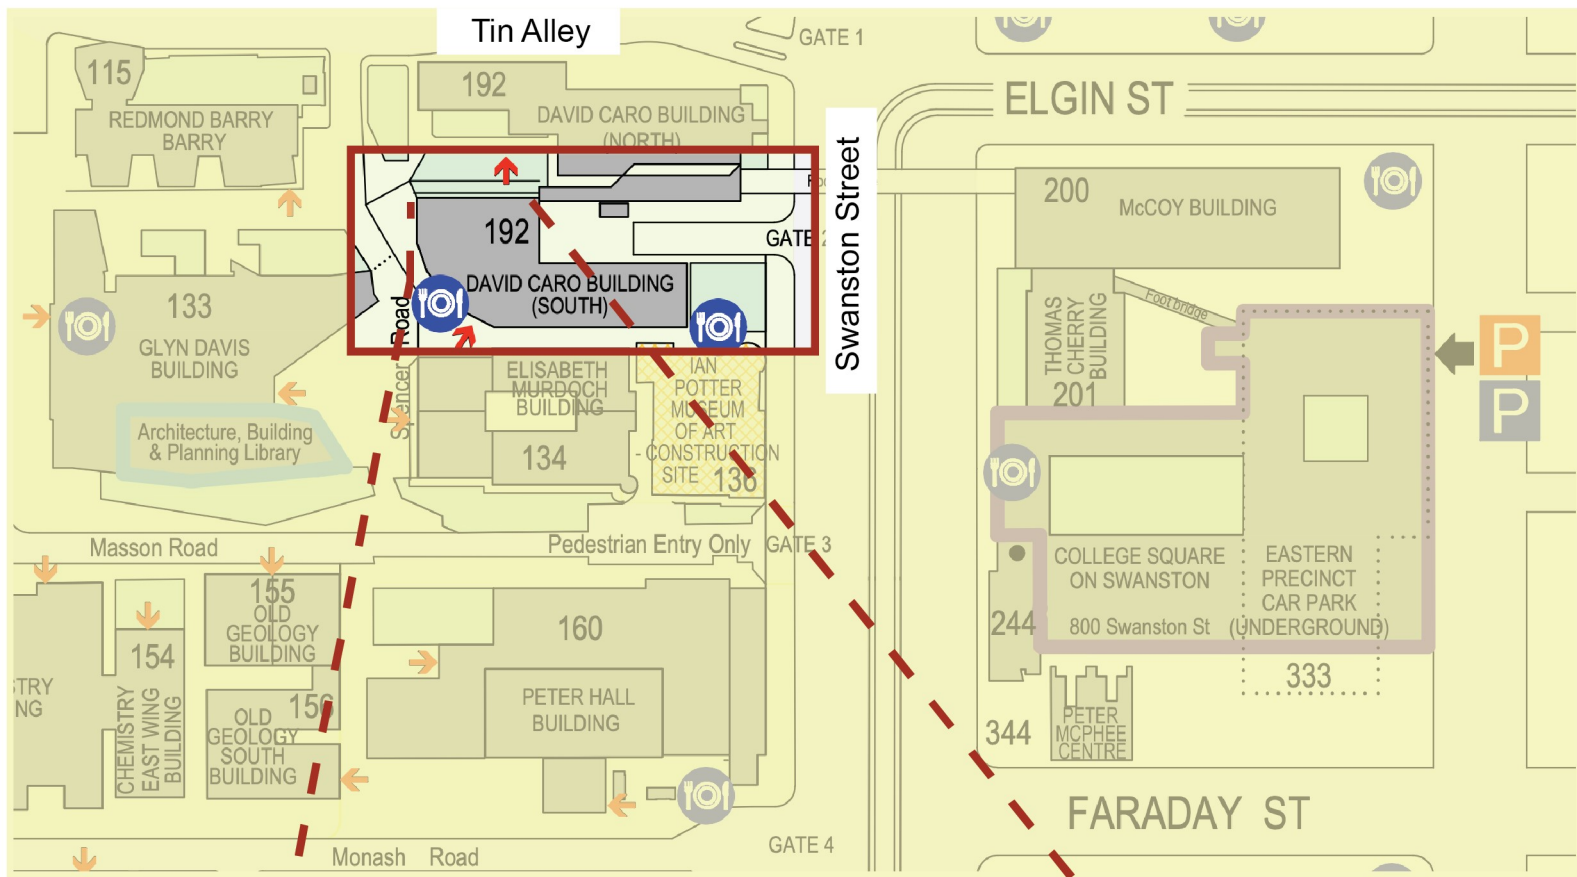 Tin Alley
GATE 1
115
REDMOND BARRY
BARRY
192
DAVID CARO BUILDING
(NORTH)
ELGIN ST
Swanston Street
200
McCOY BUILDING
192
GATE 2
DAVID CARO BUILDING
(SOUTH)
133
GLYN DAVIS
BUILDING
Spencer Road
Foot bridge
THOMAS
CHERRY
BUILDING
201
P
P
ELISABETH
MURDOCH
BUILDING
134
IAN
POTTER
MUSEUM
OF ART
- CONSTRUCTION
SITE 136
Architecture, Building
& Planning Library
Masson Road
Pedestrian Entry Only
GATE 3
COLLEGE SQUARE
ON SWANSTON
800 Swanston St
EASTERN
PRECINCT
CAR PARK
(UNDERGROUND)
333
244
155
OLD
GEOLOGY
BUILDING
154
CHEMISTRY
EAST WING
BUILDING
TRY
NG
156
OLD
GEOLOGY
SOUTH
BUILDING
160
PETER HALL
BUILDING
344
PETER
MCPHEE
CENTRE
FARADAY ST
GATE 4
Monash Road